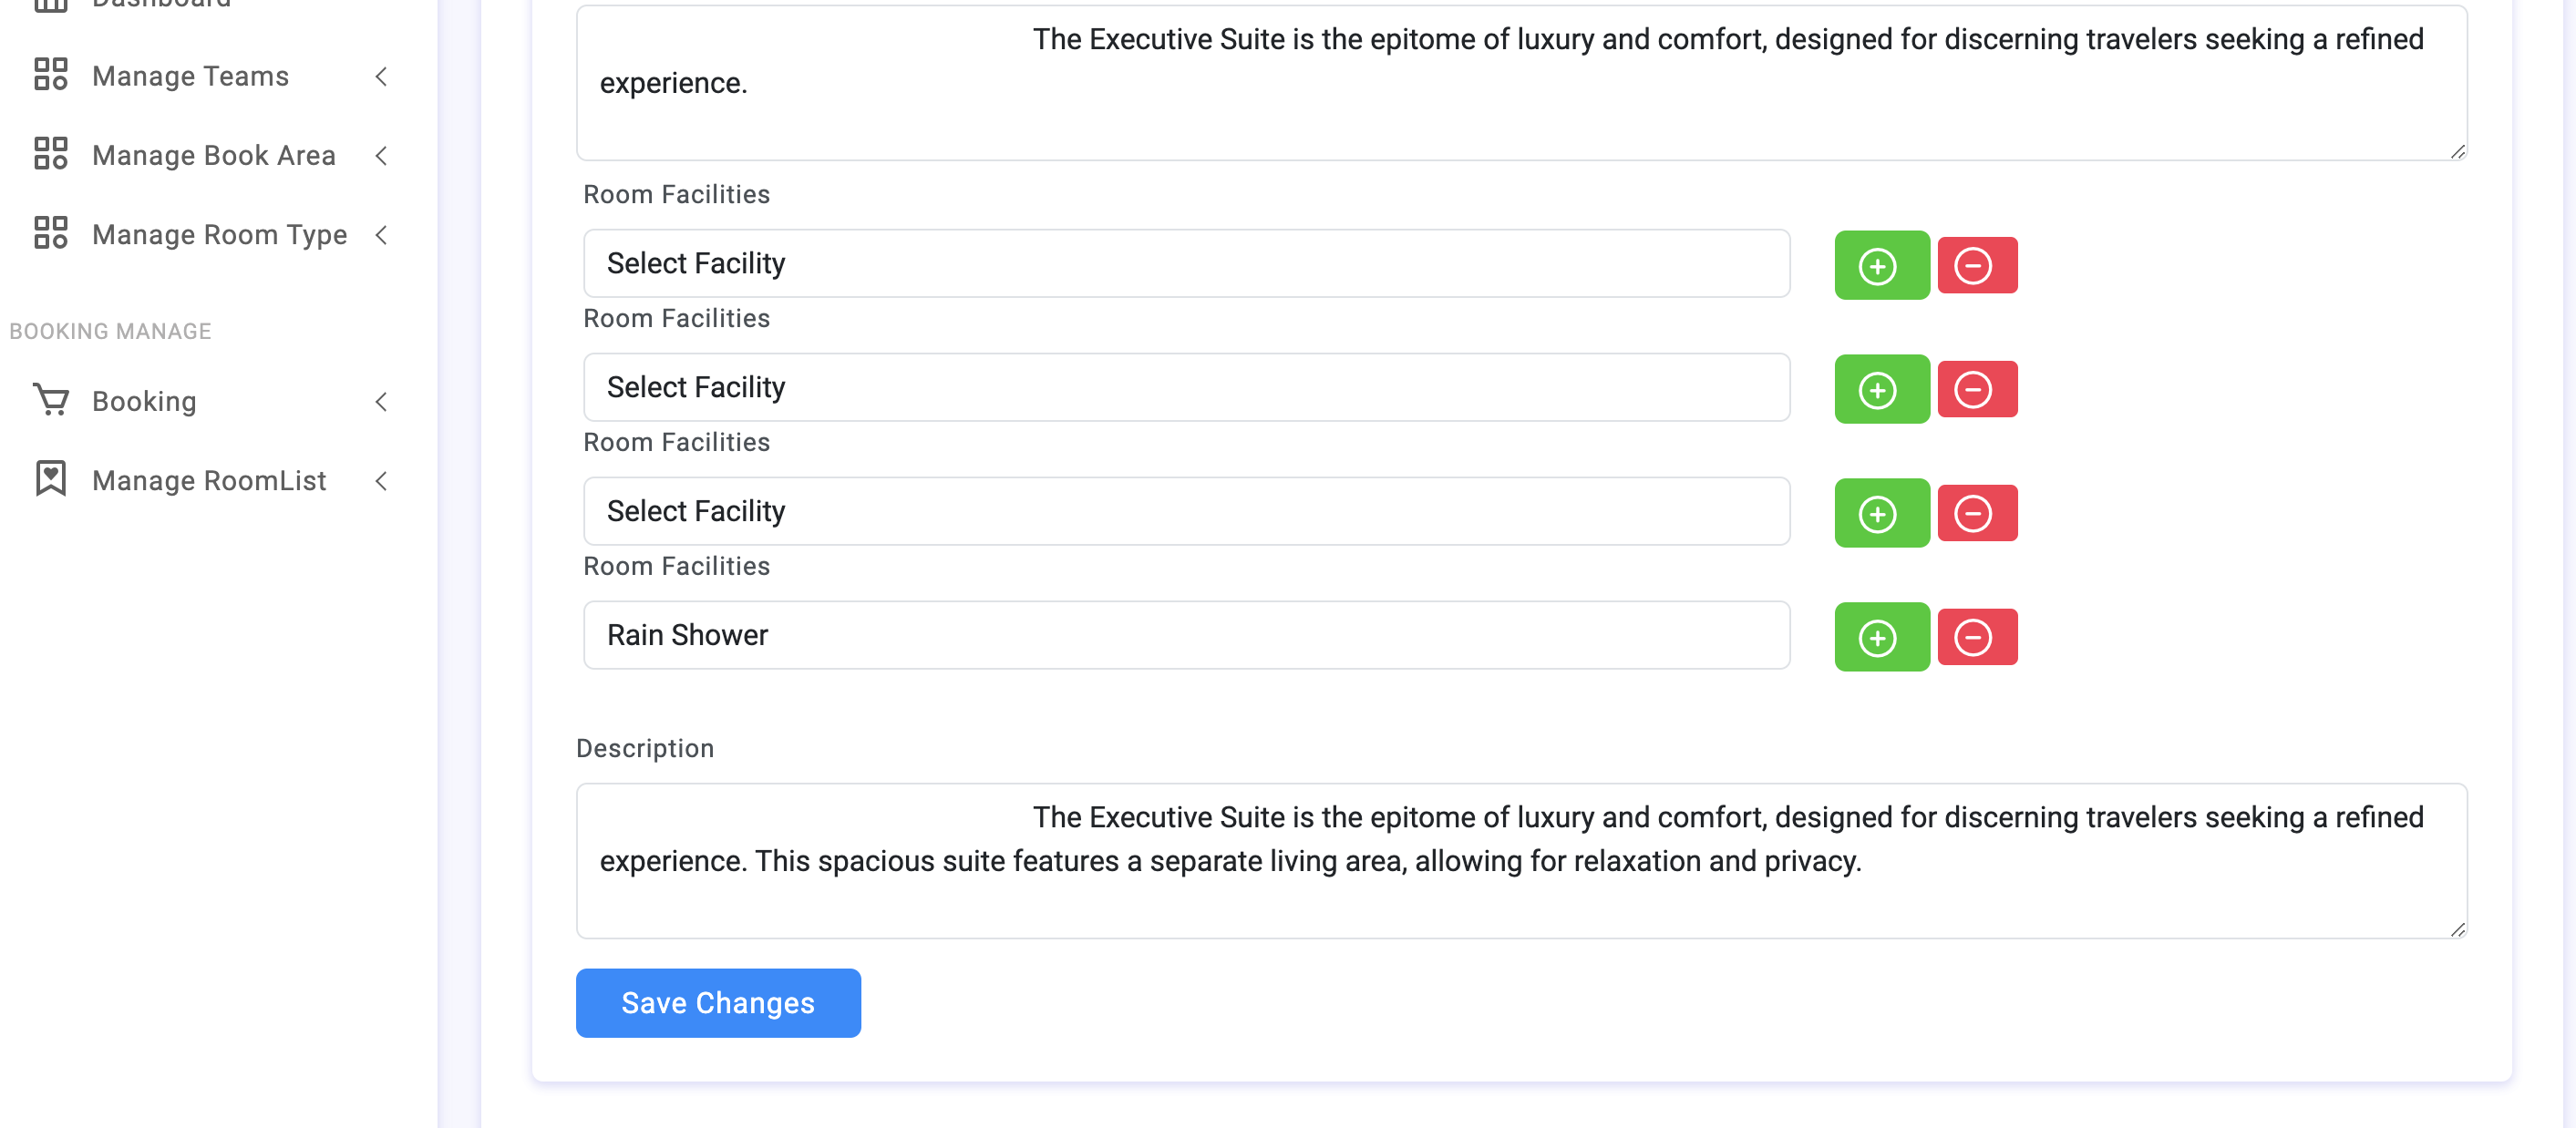 Dashboard
Manage Teams
Manage Book Area
Manage Room Type
BOOKING MANAGE
Booking
Manage RoomList
The Executive Suite is the epitome of luxury and comfort, designed for discerning travelers seeking a refined
experience.
Room Facilities
Select Facility
Room Facilities
Select Facility
Room Facilities
Select Facility
Room Facilities
Rain Shower
Description
The Executive Suite is the epitome of luxury and comfort, designed for discerning travelers seeking a refined
experience. This spacious suite features a separate living area, allowing for relaxation and privacy.
Save Changes